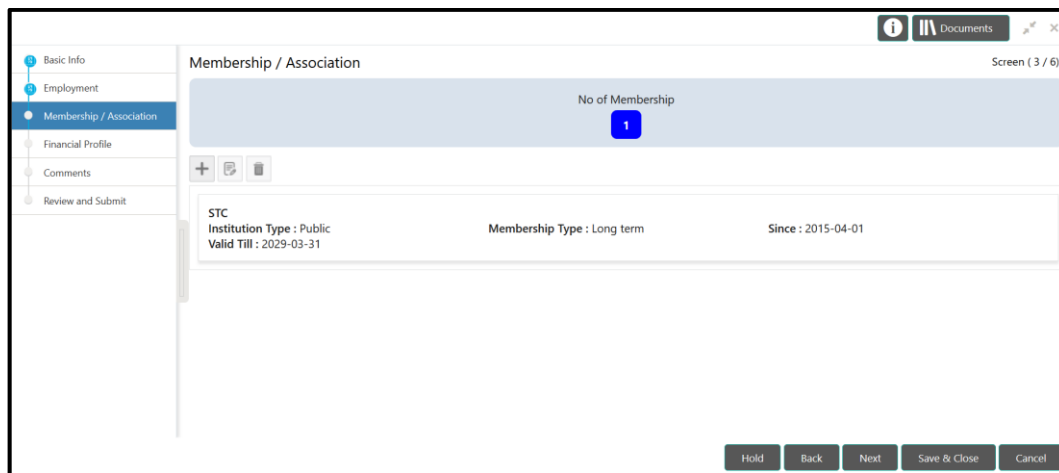 Documents
Basic Info
Employment
Membership / Association
Financial Profile
Comments
Review and Submit
Membership / Association
Screen ( 3 / 6)
No of Membership
1
STC
Institution Type : Public Membership Type : Long term Since : 2015-04-01
Valid Till : 2029-03-31
Hold Back Next Save & Close Cancel